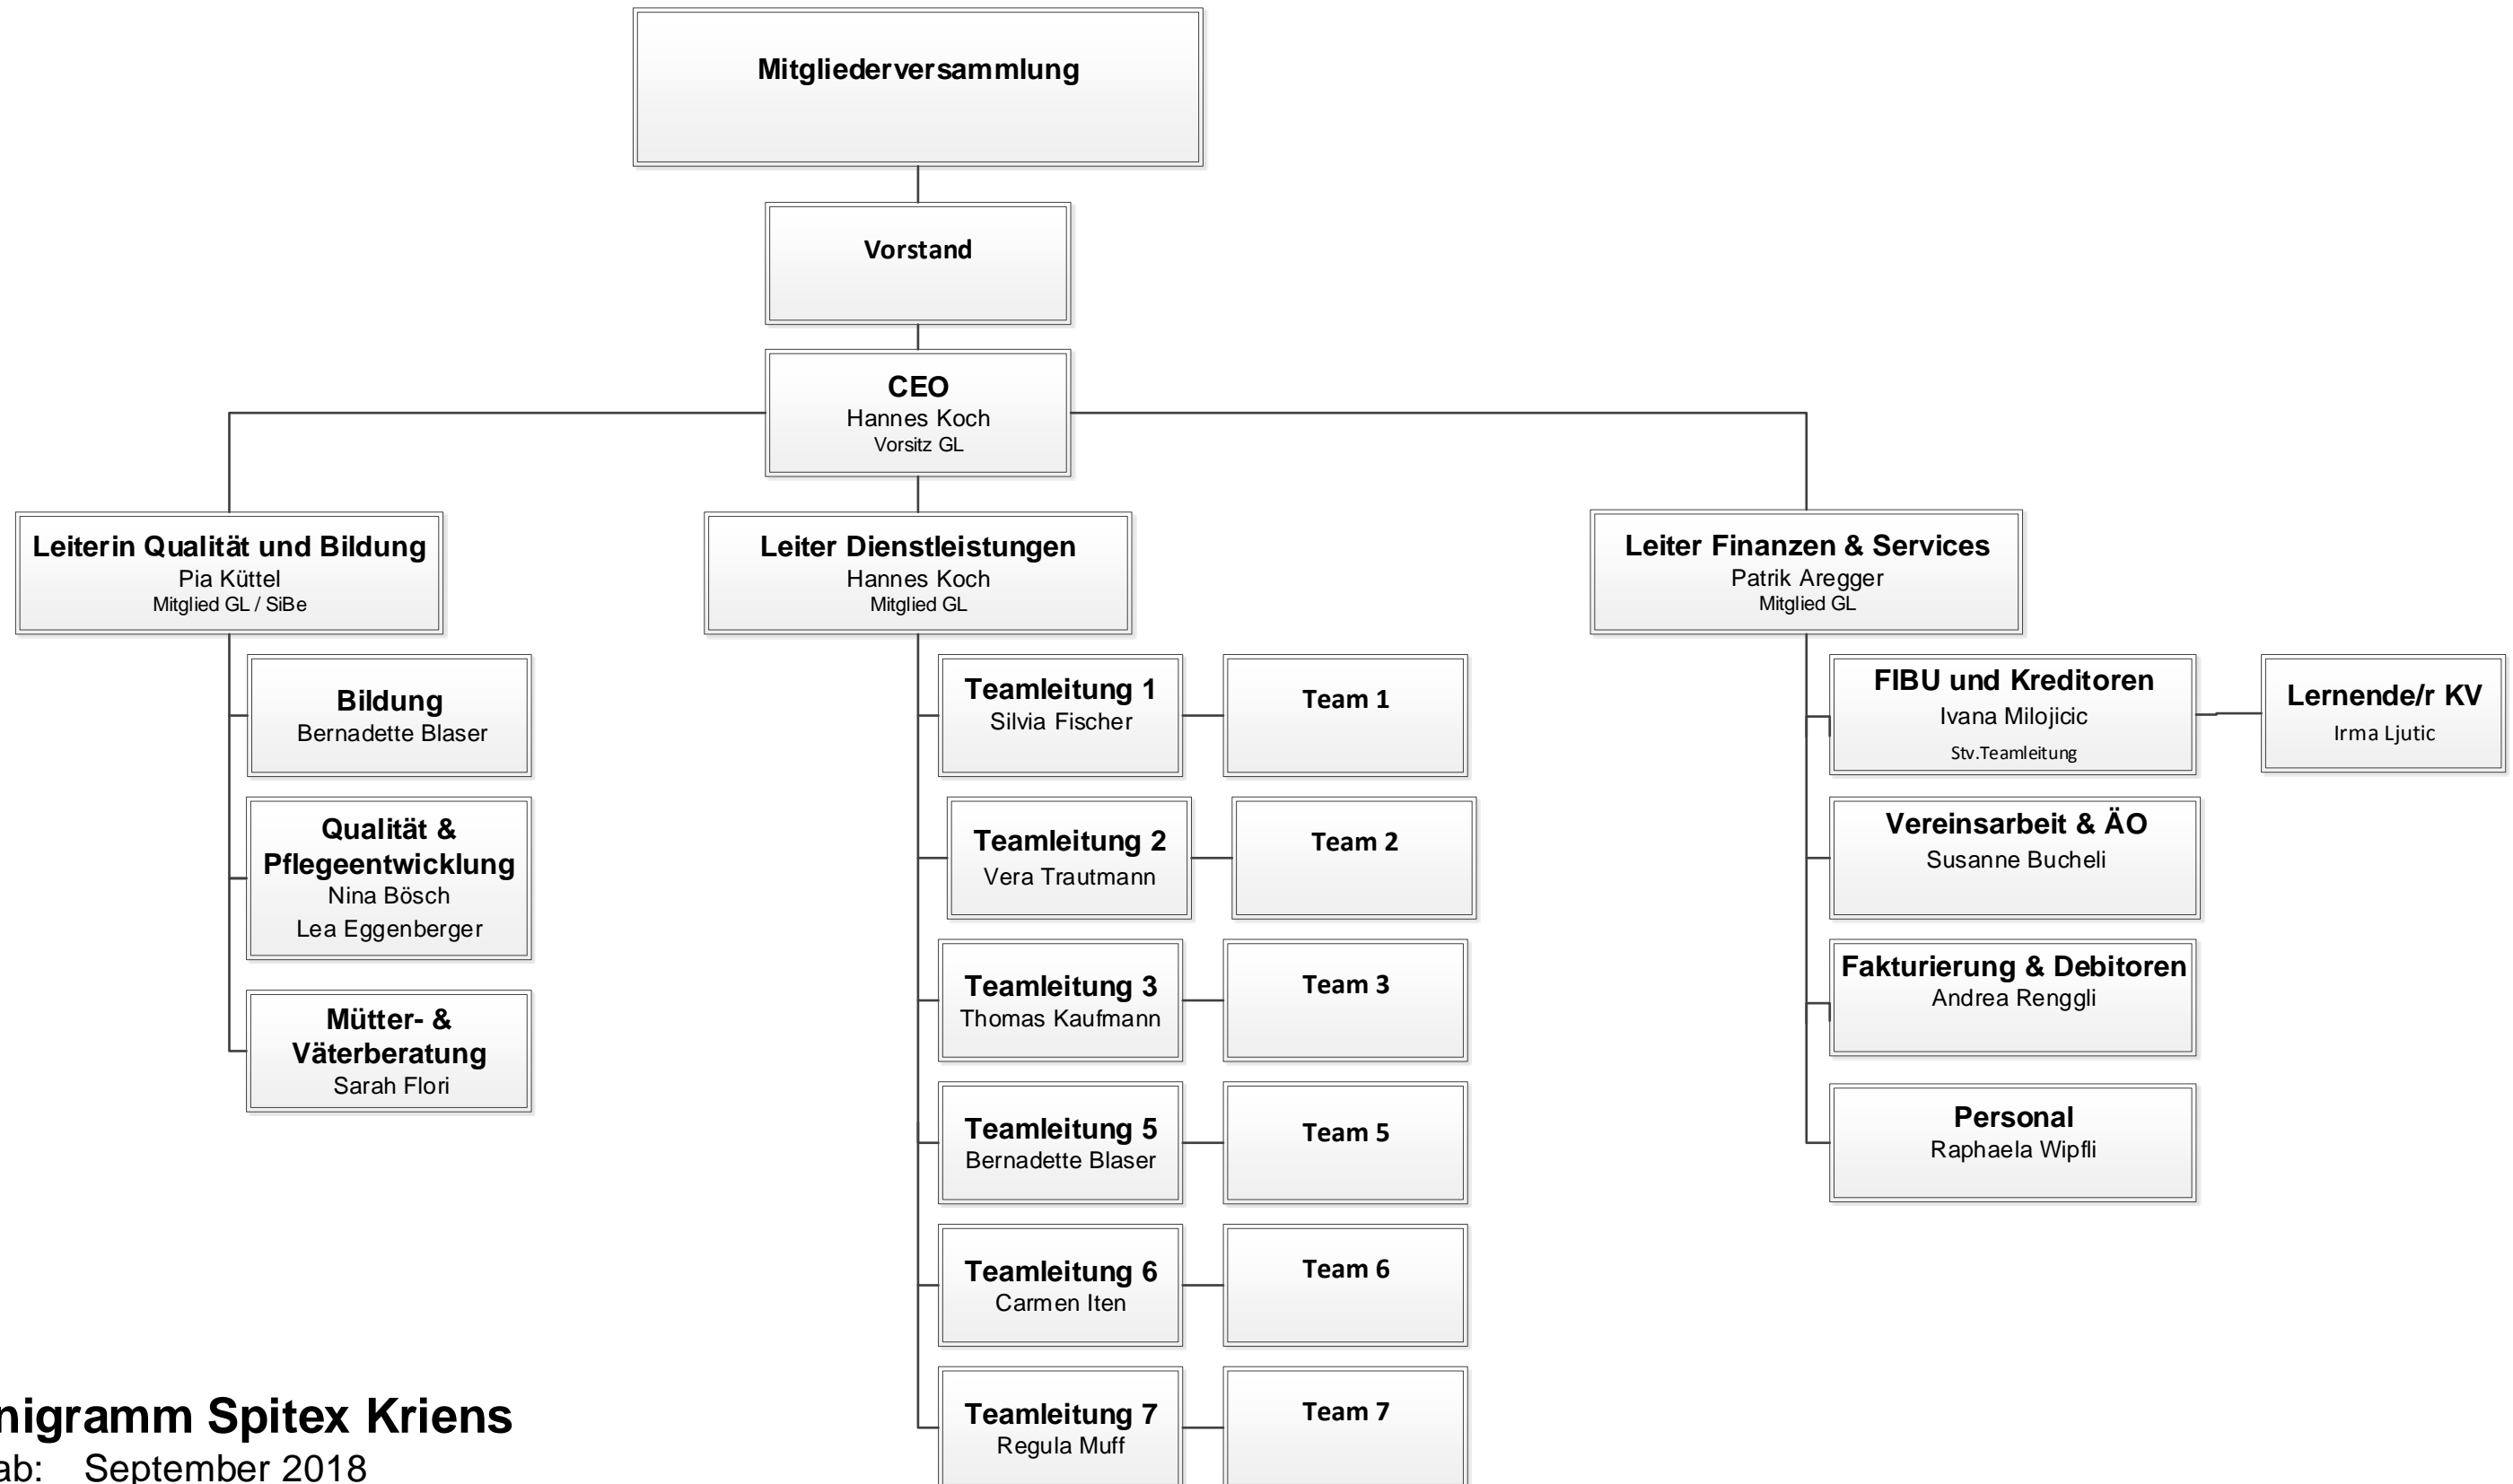 Mitgliederversammlung
Vorstand
CEO
Hannes Koch
Vorsitz GL
Leiterin Qualität und Bildung
Pia Küttel
Mitglied GL / SiBe
Leiter Dienstleistungen
Hannes Koch
Mitglied GL
Leiter Finanzen & Services
Patrik Aregger
Mitglied GL
Bildung
Bernadette Blaser
Qualität &
Pflegeentwicklung
Nina Bösch
Lea Eggenberger
Mütter- &
Väterberatung
Sarah Flori
Teamleitung 1
Silvia Fischer
Team 1
Teamleitung 2
Vera Trautmann
Team 2
Teamleitung 3
Thomas Kaufmann
Team 3
Teamleitung 5
Bernadette Blaser
Team 5
Teamleitung 6
Carmen Iten
Team 6
Teamleitung 7
Regula Muff
Team 7
FIBU und Kreditoren
Ivana Milojicic
Stv.Teamleitung
Lernende/r KV
Irma Ljutic
Vereinsarbeit & ÄO
Susanne Bucheli
Fakturierung & Debitoren
Andrea Renggli
Personal
Raphaela Wipfli
nigramm Spitex Kriens
ab: September 2018